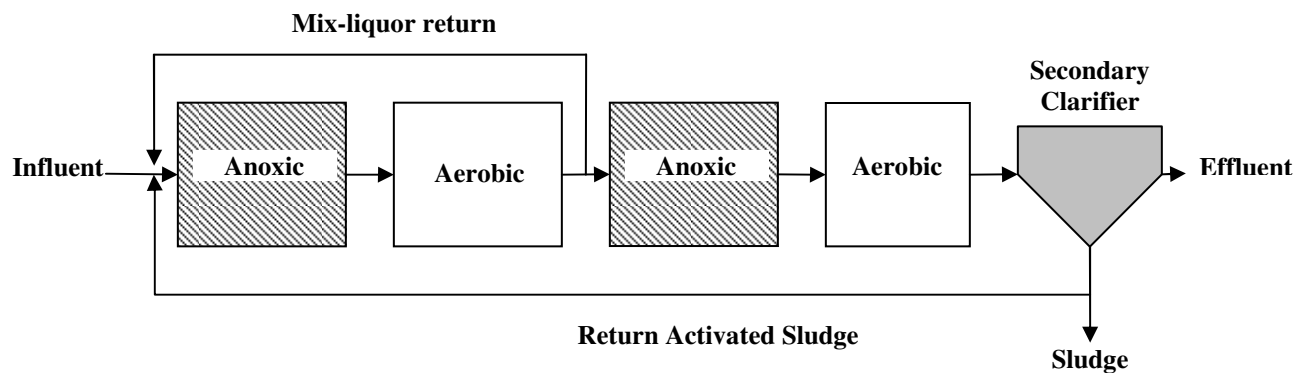 Mix-liquor return
Secondary
Clarifier
Influent
Anoxic
Aerobic
Anoxic
Aerobic
Effluent
Return Activated Sludge
Sludge